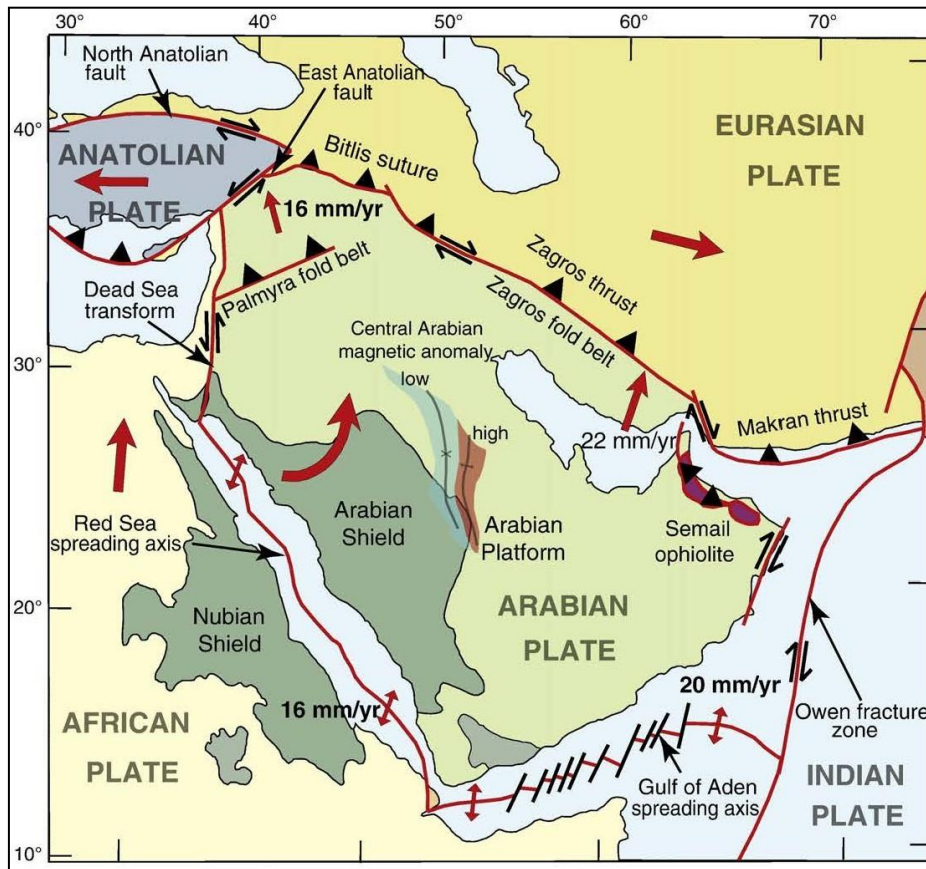 30°
40°
50°
60°
70°
North Anatolian
fault
East Anatolian
fault
40°
ANATOLIAN
PLATE
Bitlis suture
EURASIAN
PLATE
16 mm/yr
Palmyra fold belt
Zagros thrust
Zagros fold belt
Dead Sea
transform
30°
Central Arabian
magnetic anomaly
low
high
22 mm/yr
Makran thrust
Arabian
Shield
Arabian
Platform
Semail
ophiolite
Red Sea
spreading axis
20°
Nubian
Shield
ARABIAN
PLATE
16 mm/yr
20 mm/yr
Owen fracture
zone
AFRICAN
PLATE
Gulf of Aden
spreading axis
INDIAN
PLATE
10°